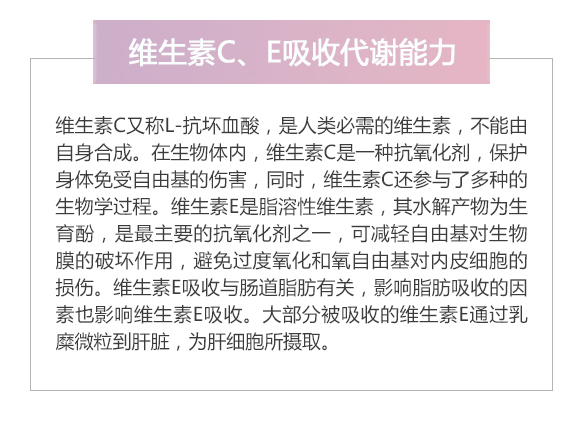 维生素C、E吸收代谢能力
维生素C又称L-抗坏血酸，是人类必需的维生素，不能由
自身合成。在生物体内，维生素C是一种抗氧化剂，保护
身体免受自由基的伤害，同时，维生素C还参与了多种的
生物学过程。维生素E是脂溶性维生素，其水解产物为生
育酚，是最主要的抗氧化剂之一，可减轻自由基对生物
膜的破坏作用，避免过度氧化和氧自由基对内皮细胞的
损伤。维生素E吸收与肠道脂肪有关，影响脂肪吸收的因
素也影响维生素E吸收。大部分被吸收的维生素E通过乳
糜微粒到肝脏，为肝细胞所摄取。